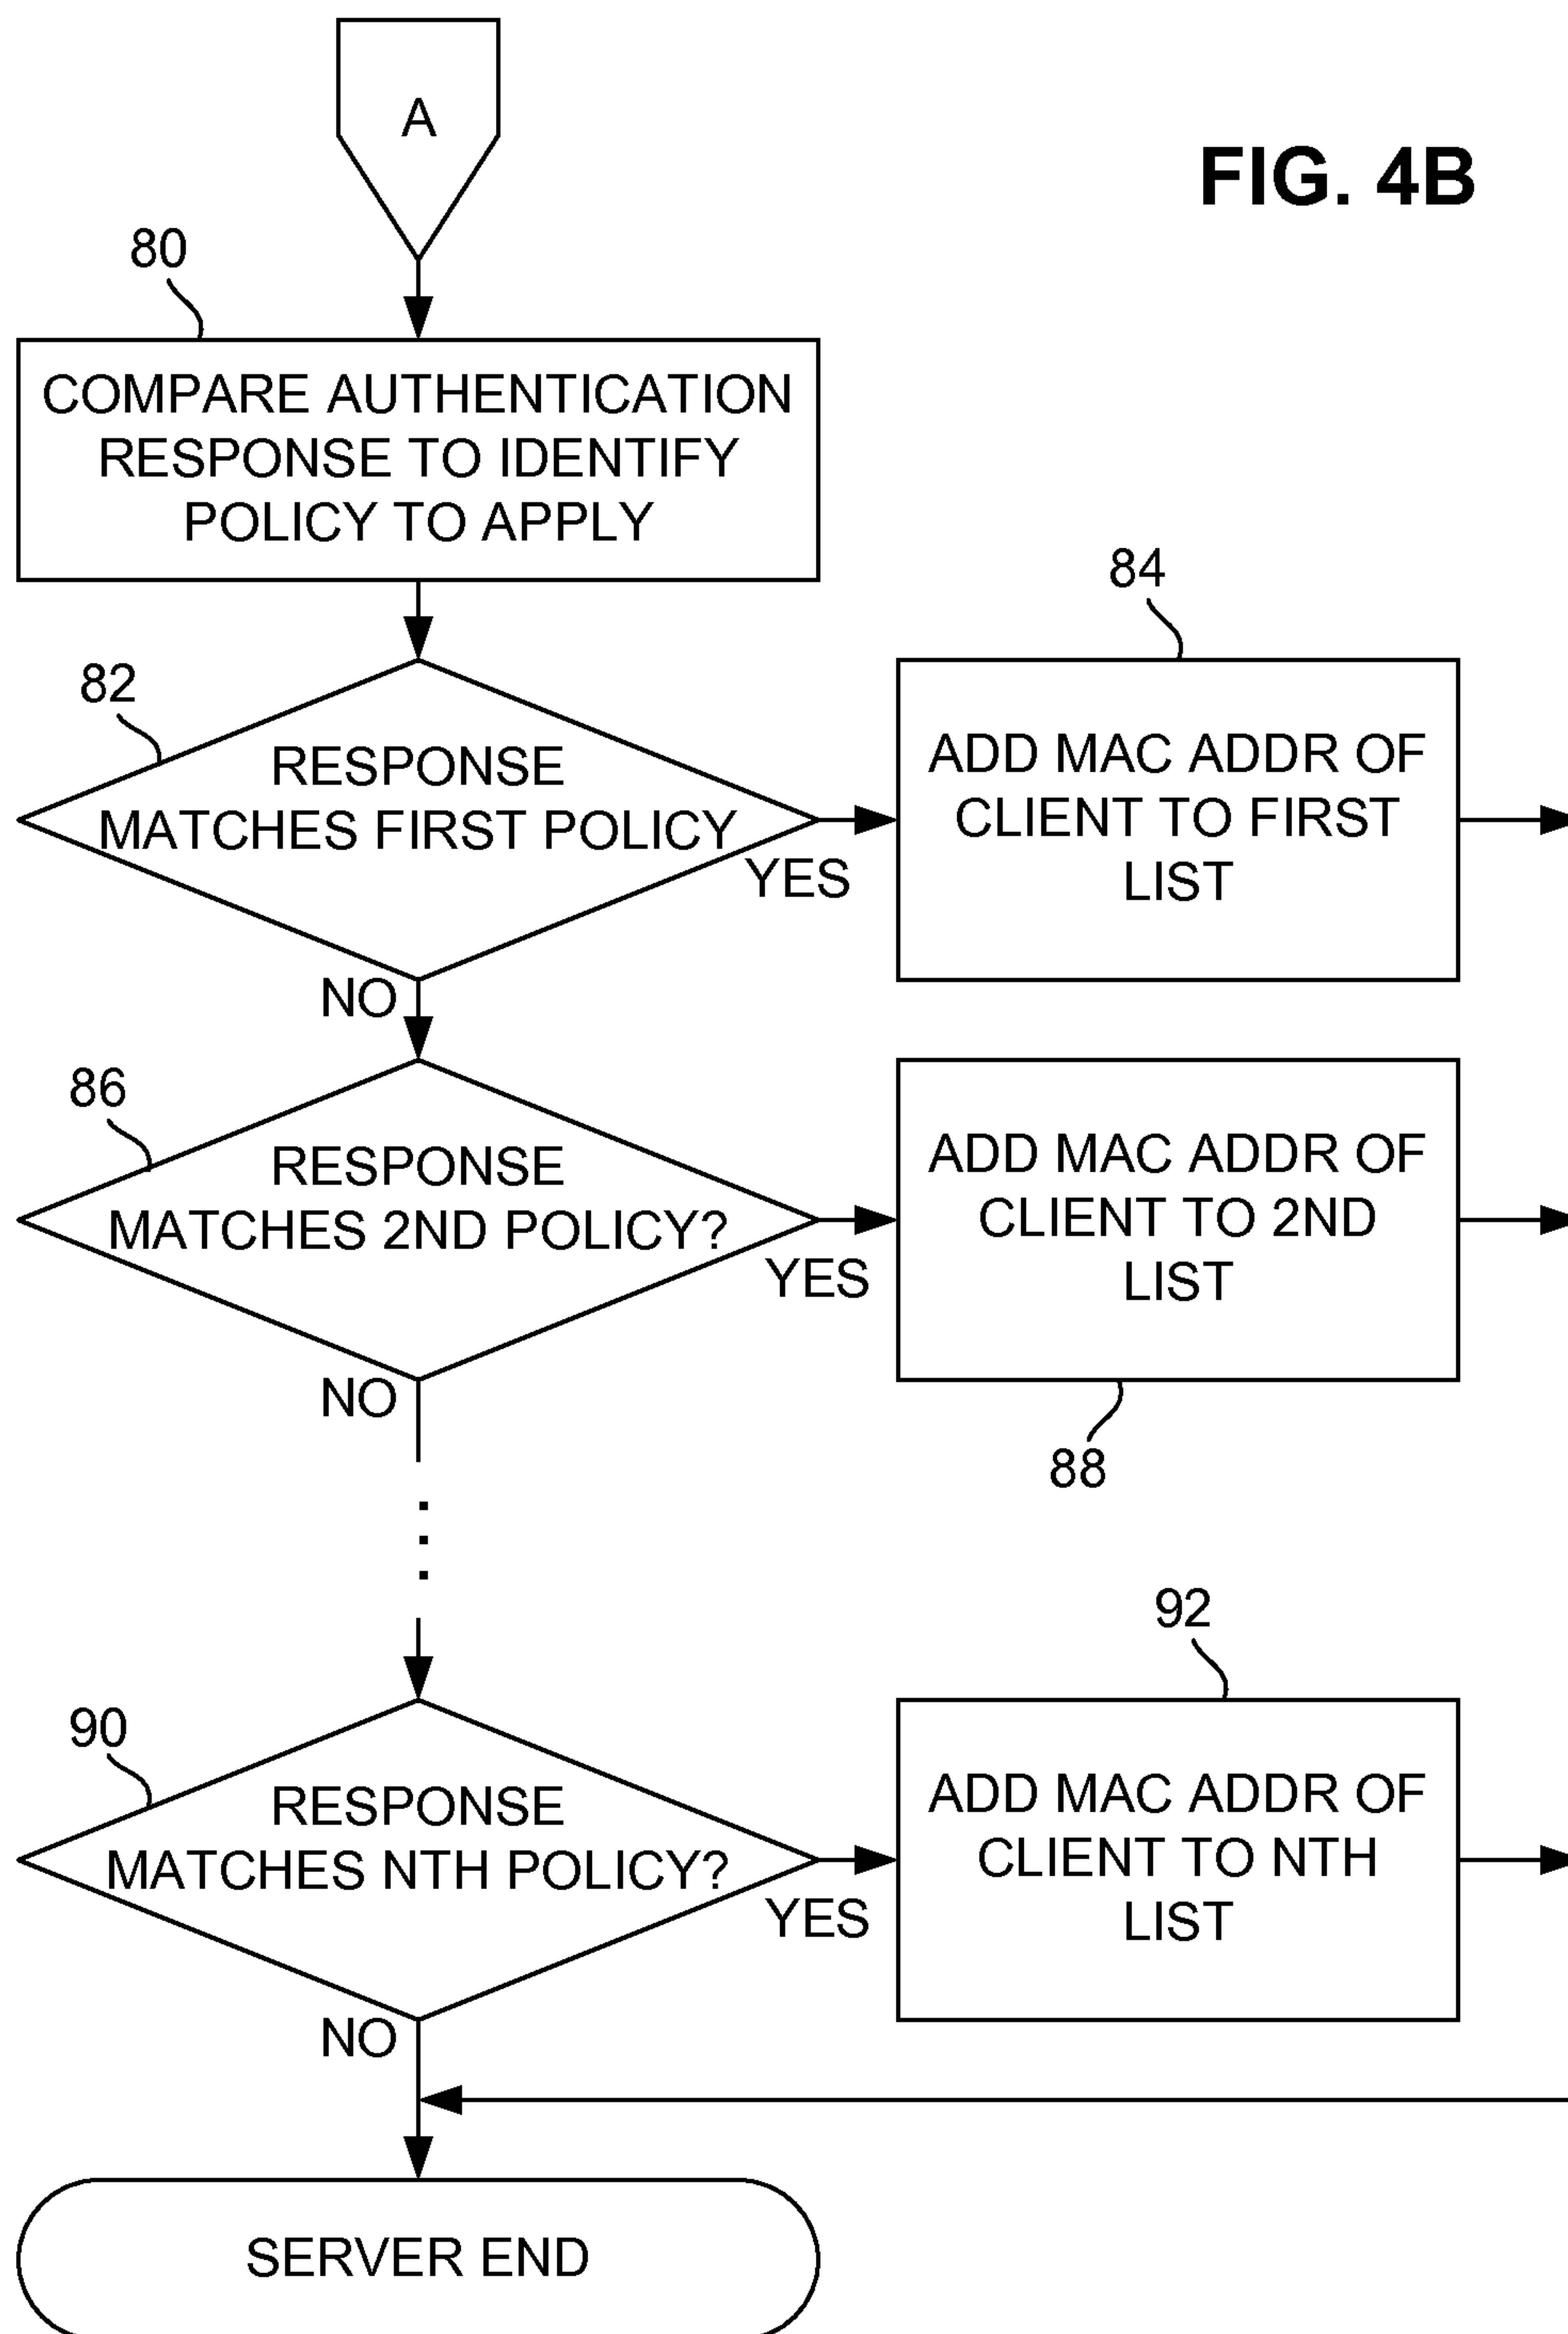 A
FIG. 4B
80
COMPARE AUTHENTICATION
RESPONSE TO IDENTIFY
POLICY TO APPLY
82
RESPONSE
MATCHES FIRST POLICY
YES
84
ADD MAC ADDR OF
CLIENT TO FIRST
LIST
NO
86
RESPONSE
MATCHES 2ND POLICY?
YES
ADD MAC ADDR OF
CLIENT TO 2ND
LIST
88
NO
90
RESPONSE
MATCHES NTH POLICY?
YES
92
ADD MAC ADDR OF
CLIENT TO NTH
LIST
NO
SERVER END